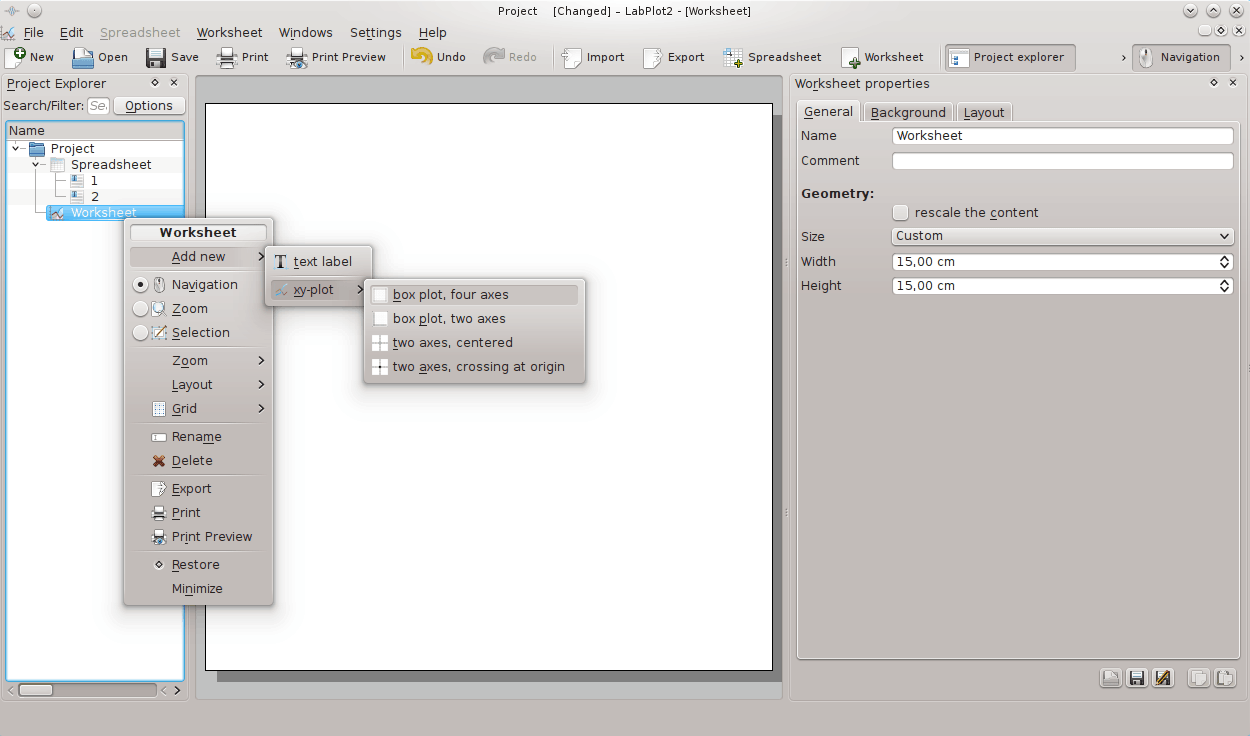 Project [Changed] – LabPlot2 - [Worksheet]
File Edit Spreadsheet Worksheet Windows Settings Help
New Open Save Print Print Preview Undo Redo Import Export Spreadsheet Worksheet Project explorer Navigation
Project Explorer
Search/Filter: Options
Name
Project
Spreadsheet
1
2
Worksheet
Worksheet
Add new
Navigation
Zoom
Selection
Zoom
Layout
Grid
Rename
Delete
Export
Print
Print Preview
Restore
Minimize
text label
xy-plot
box plot, four axes
box plot, two axes
two axes, centered
two axes, crossing at origin
Worksheet properties
General Background Layout
Name Worksheet
Comment
Geometry:
rescale the content
Size Custom
Width 15,00 cm
Height 15,00 cm